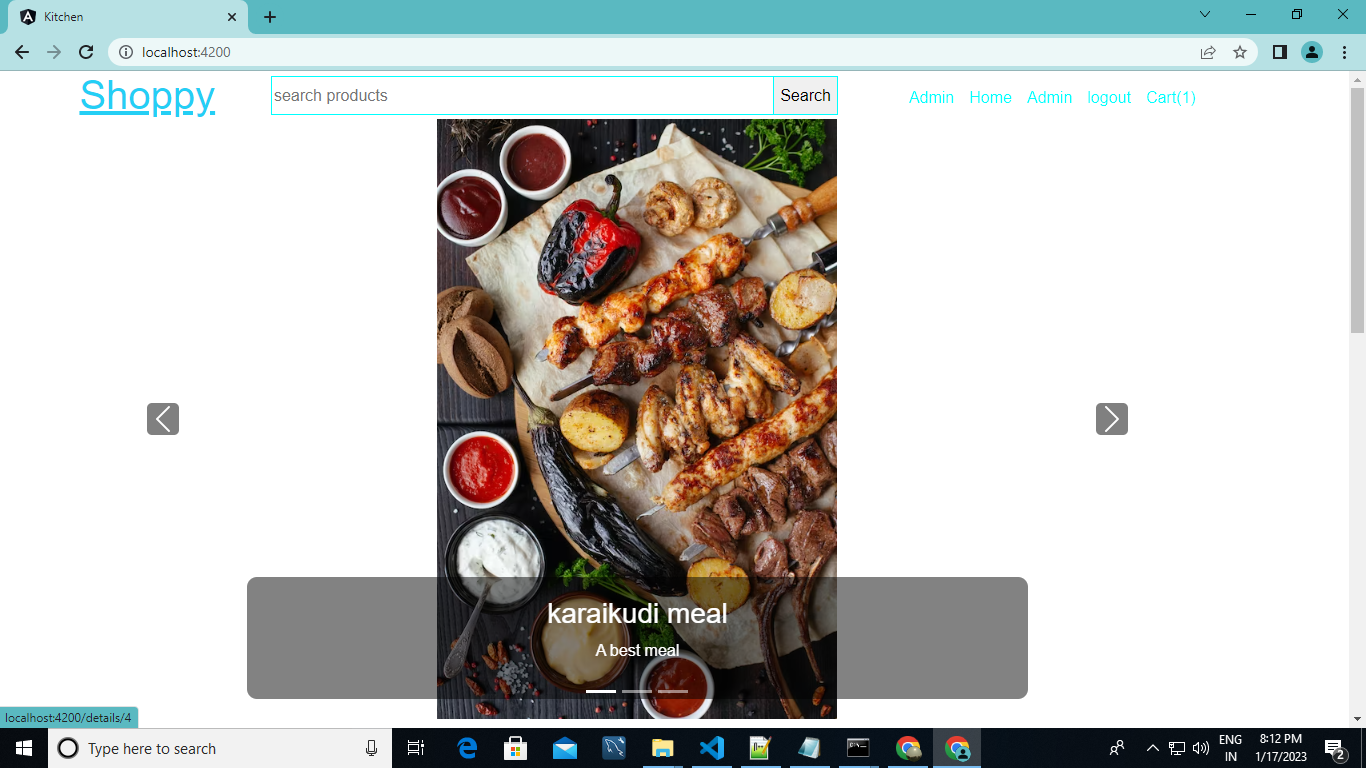 Kitchen
localhost:4200
Shoppy
search products
Search
Admin Home Admin logout Cart(1)
karaikudi meal
A best meal
localhost:4200/details/4
Type here to search
ENG
IN
8:12 PM
1/17/2023
2